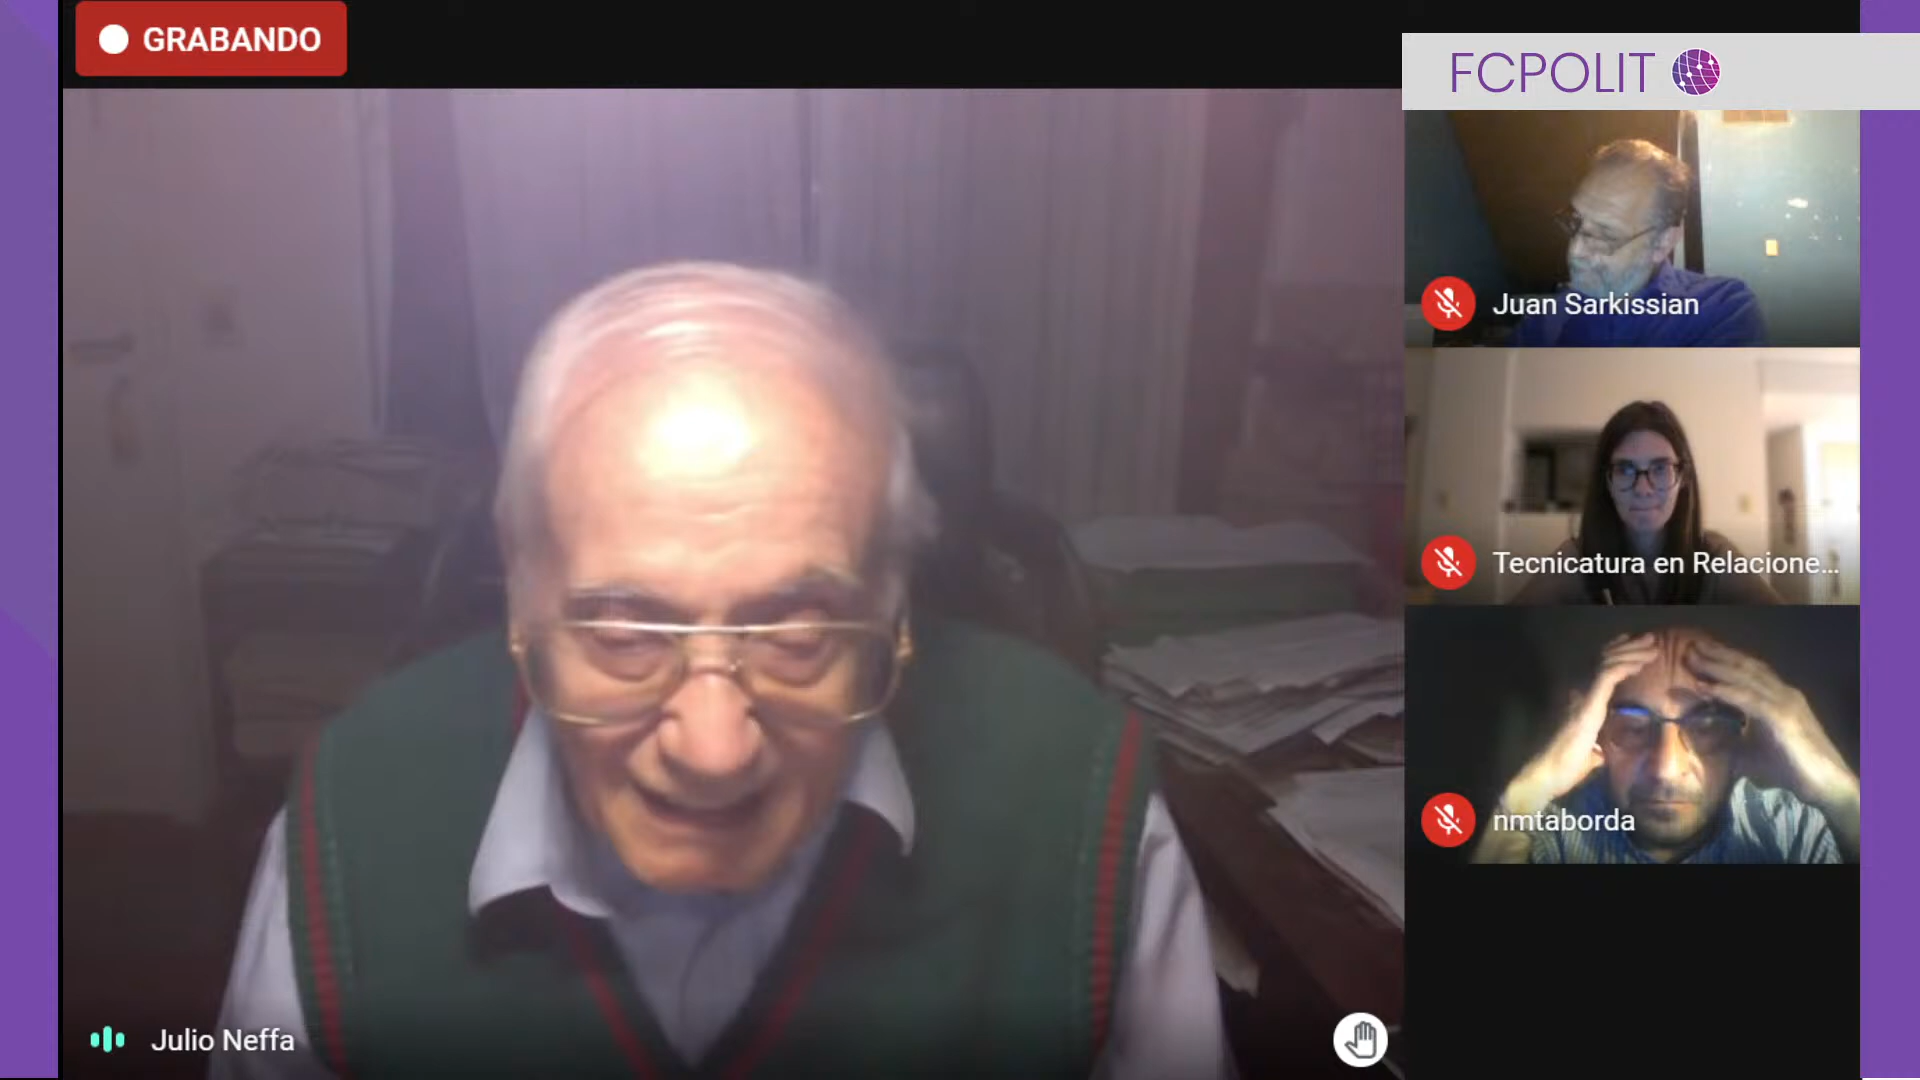 GRABANDO
FCPOLIT
Juan Sarkissian
Tecnicatura en Relacione...
nmtaborda
Julio Neffa